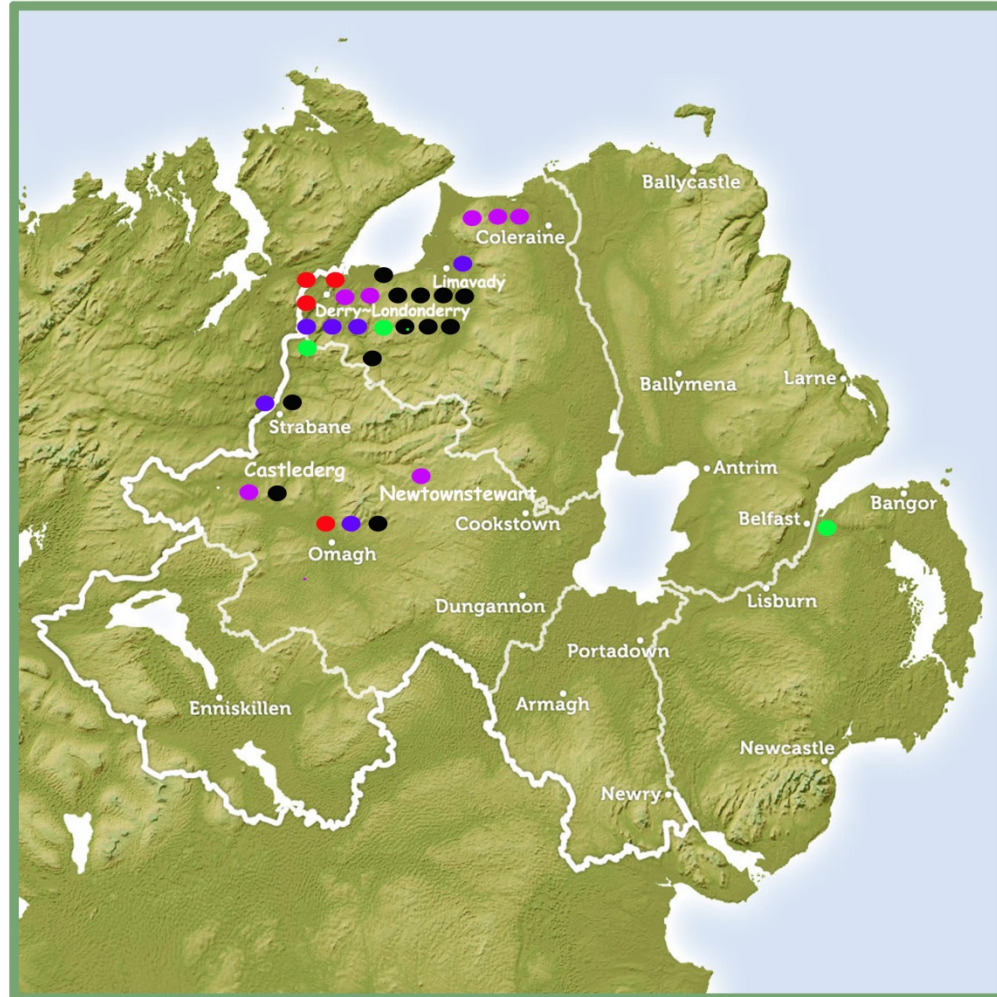 Ballycastle
Coleraine
Limavady
Derry~Londonderry
Ballymena
Larne
Strabane
Castlederg
Antrim
Newtownstewart
Bangor
Cookstown
Belfast
Omagh
Dungannon
Lisburn
Portadown
Enniskillen
Armagh
Newcastle
Newry